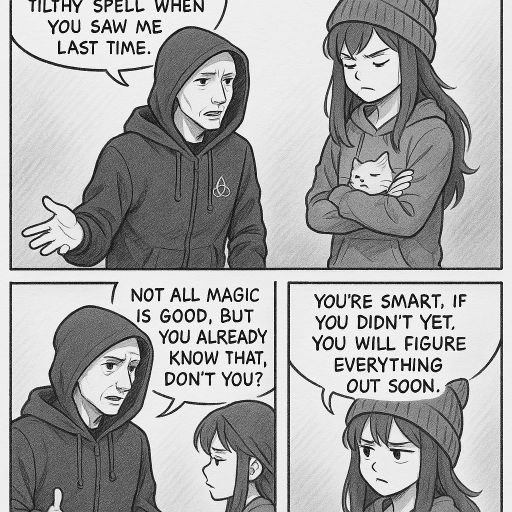 TILTHY SPELL WHEN
YOU SAW ME
LAST TIME.
NOT ALL MAGIC
IS GOOD, BUT
YOU ALREADY
KNOW THAT,
DON'T YOU?
YOU'RE SMART, IF
YOU DIDN'T YET,
YOU WILL FIGURE
EVERYTHING
OUT SOON.